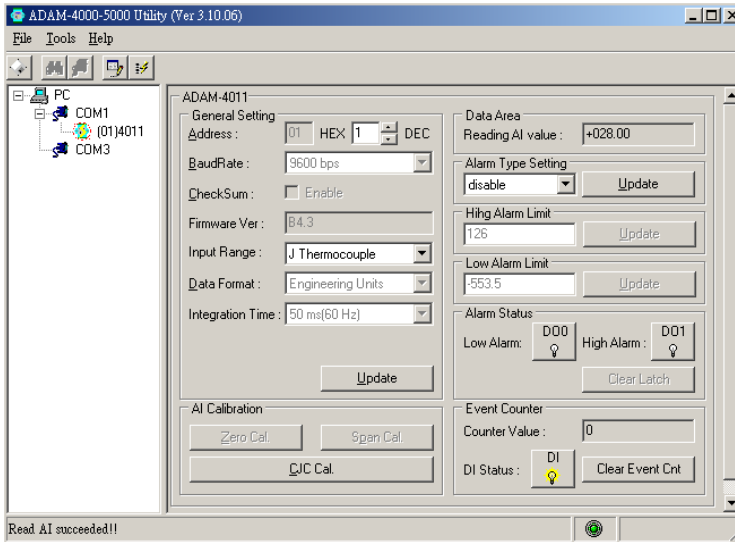 ADAM-4000-5000 Utility (Ver 3.10.06)
File Tools Help
PC
COM1
(01)4011
COM3
ADAM-4011
General Setting
Address : 01 HEX 1 DEC
BaudRate : 9600 bps
CheckSum : Enable
Firmware Ver : B4.3
Input Range : J Thermocouple
Data Format : Engineering Units
Integration Time : 50 ms(60 Hz)
Update
AI Calibration
Zero Cal. Span Cal.
CJC Cal.
Data Area
Reading AI value : +028.00
Alarm Type Setting
disable Update
Hihg Alarm Limit
126 Update
Low Alarm Limit
-553.5 Update
Alarm Status
Low Alarm: DO0 High Alarm : DO1
Clear Latch
Event Counter
Counter Value : 0
DI Status : DI Clear Event Cnt
Read AI succeeded!!